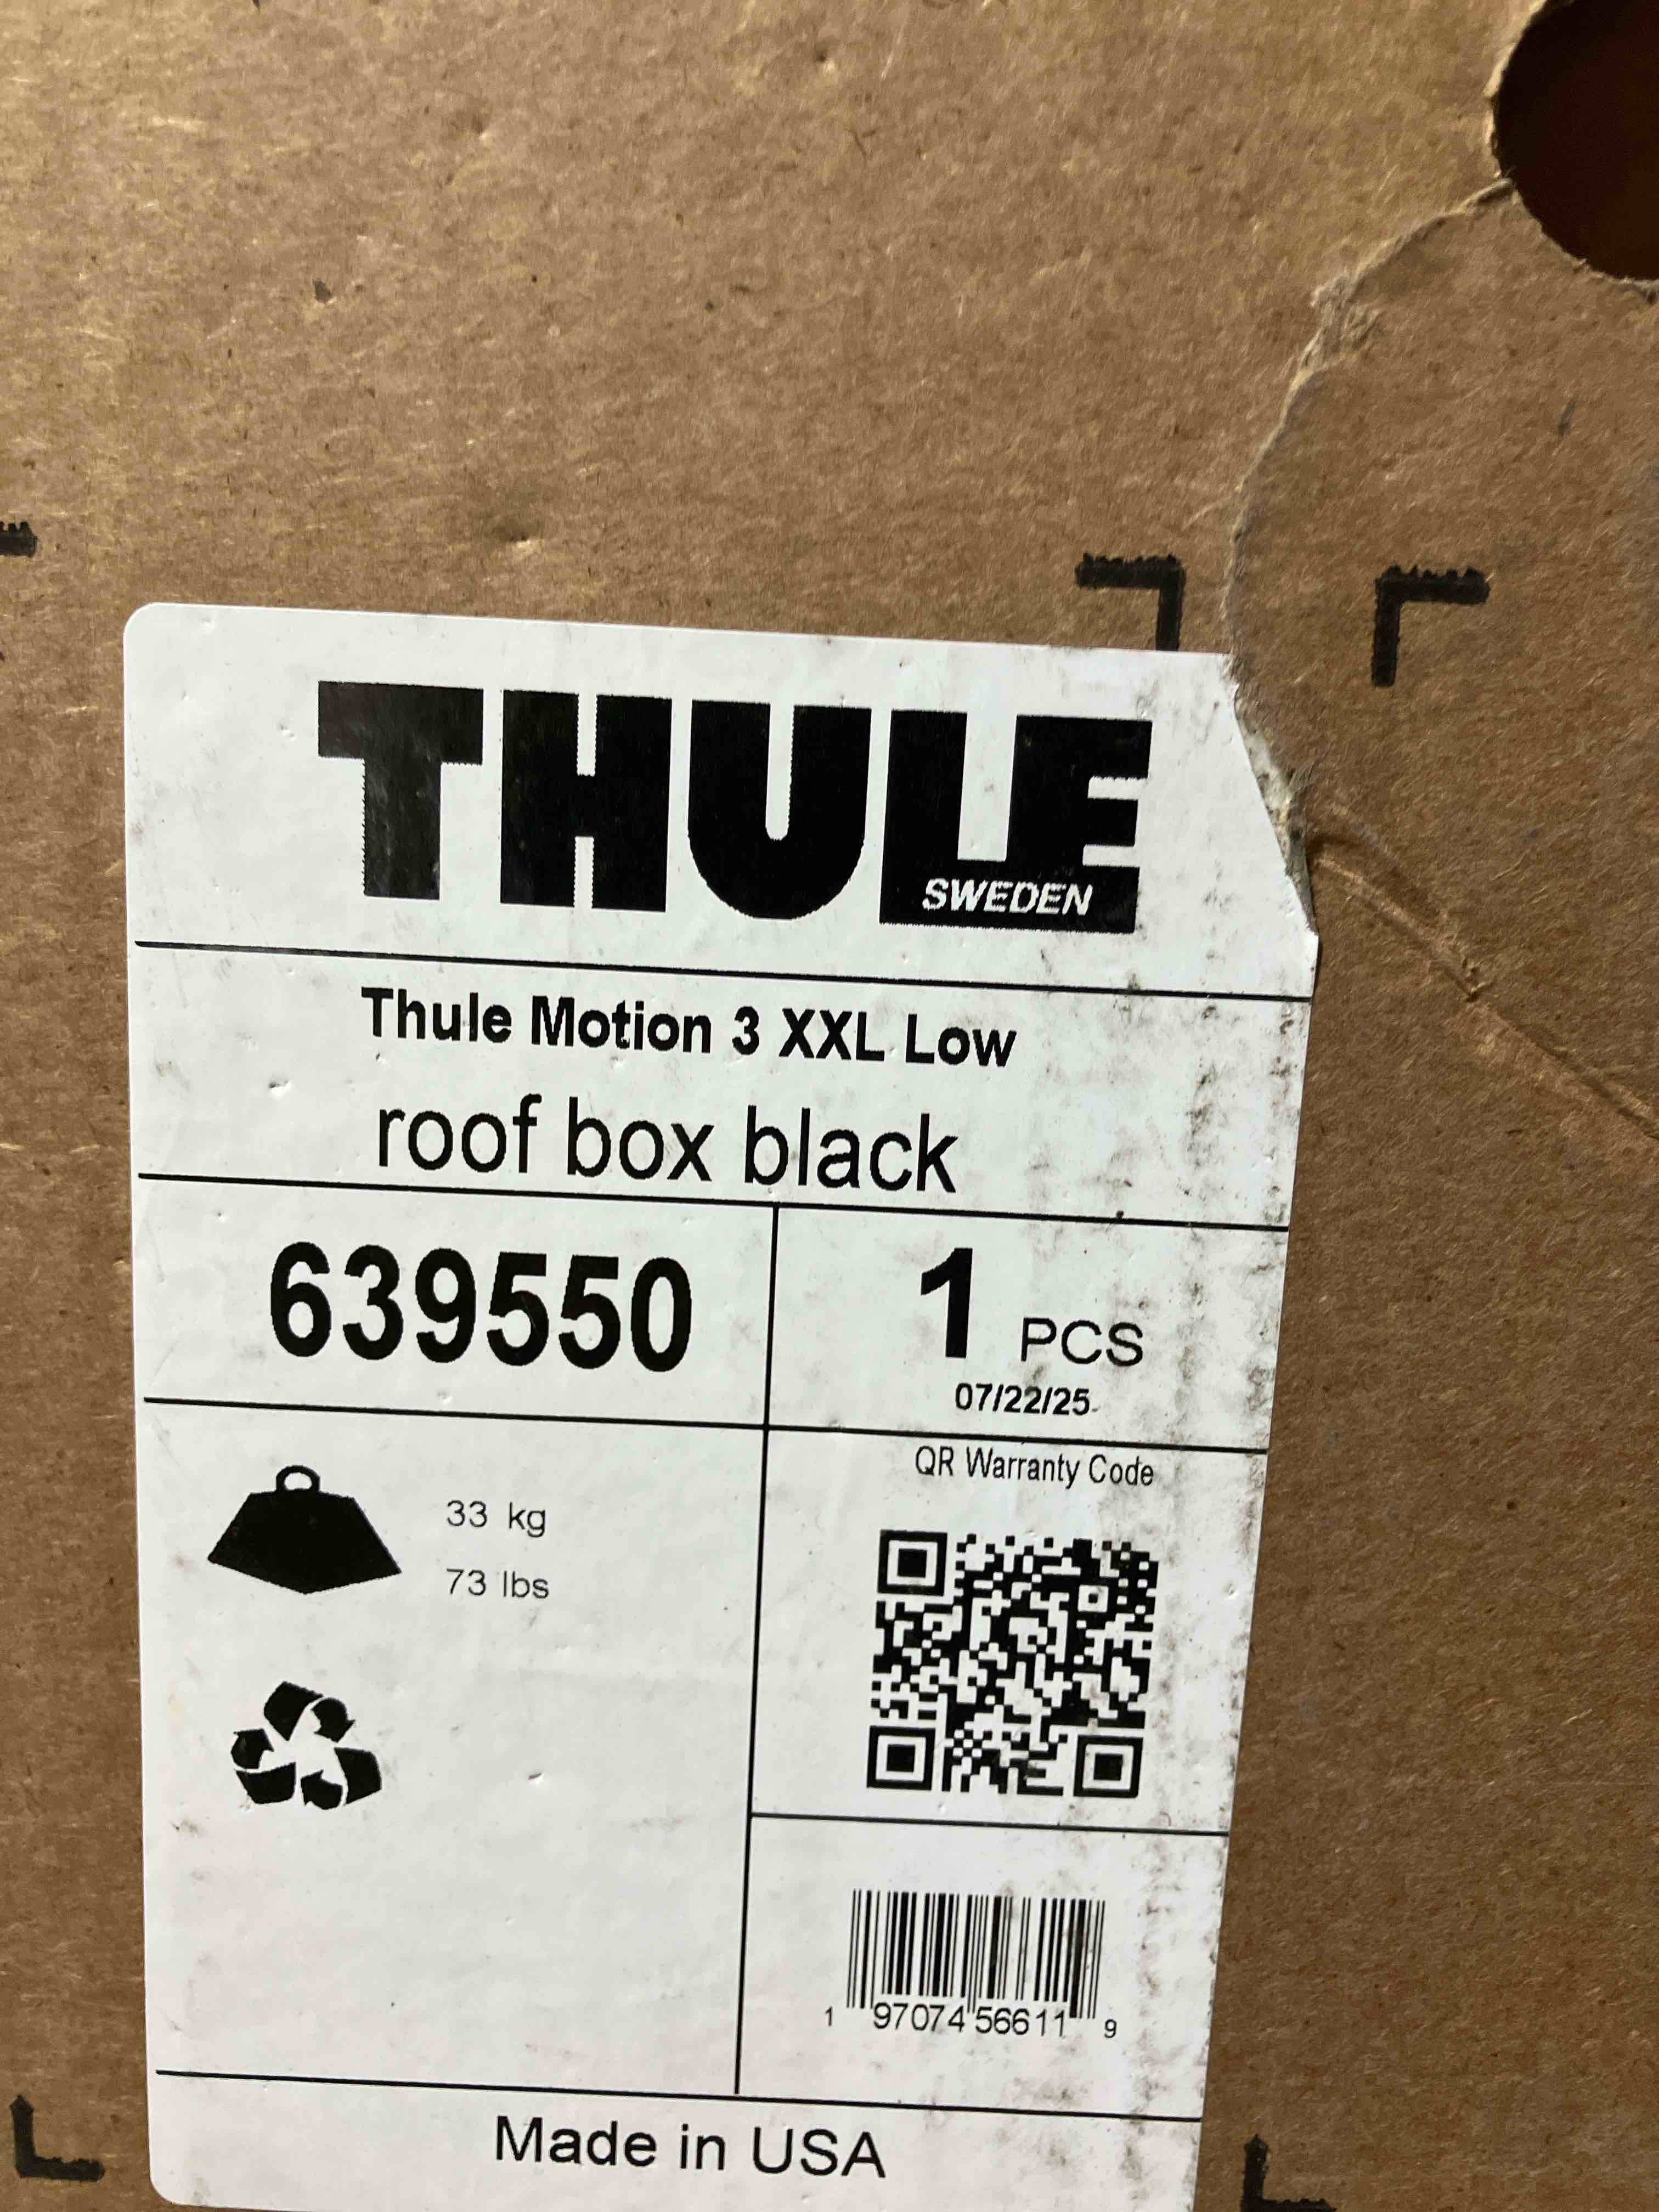 THULE
SWEDEN
Thule Motion 3 XXL Low
roof box black
639550
1 PCS
07/22/25
QR Warranty Code
33 kg
73 lbs
1 97074 56611 9
Made in USA